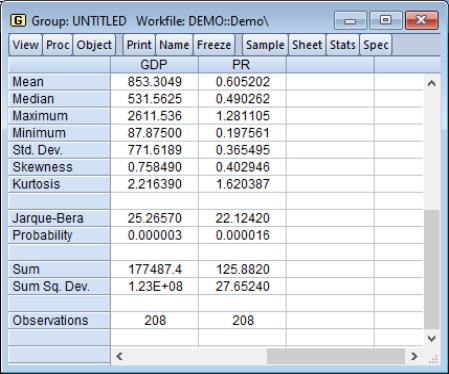 G Group: UNTITLED Workfile: DEMO::Demo\
View Proc Object Print Name Freeze Sample Sheet Stats Spec
GDP PR
Mean 853.3049 0.605202
Median 531.5625 0.490262
Maximum 2611.536 1.281105
Minimum 87.87500 0.197561
Std. Dev. 771.6189 0.365495
Skewness 0.758490 0.402946
Kurtosis 2.216390 1.620387
Jarque-Bera 25.26570 22.12420
Probability 0.000003 0.000016
Sum 177487.4 125.8820
Sum Sq. Dev. 1.23E+08 27.65240
Observations 208 208